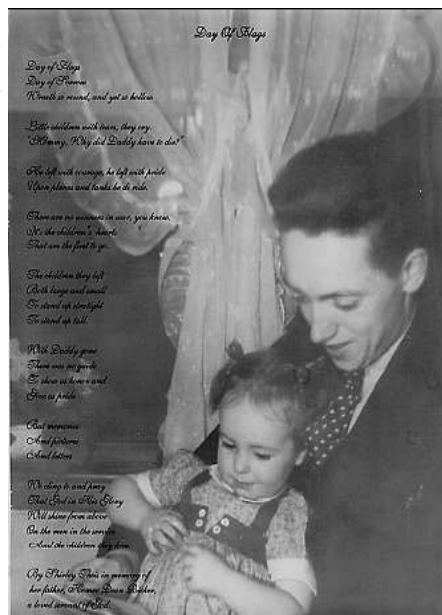 Day Of Flags
Day of Flags
Day of Sorrow
Wreath so round, and yet so hollow
Little children with tears, they cry.
"Mommy, Why did Daddy have to die?"
He left with courage, he left with pride
Upon planes and tanks he do ride.
There are no winners in war, you know,
It's the children's hearts
That are the first to go.
The children they left
Both large and small
To stand up straight
To stand up tall.
With Daddy gone
There was no guide
To show us honor and
Give us pride
But memories
And pictures
And letters
We cling to and pray
That God in His Glory
Will shine from above
On the men in the service
And the children they love.
By Shirley Theis in memory of
her father, Homer Dean
a loved servant of God.